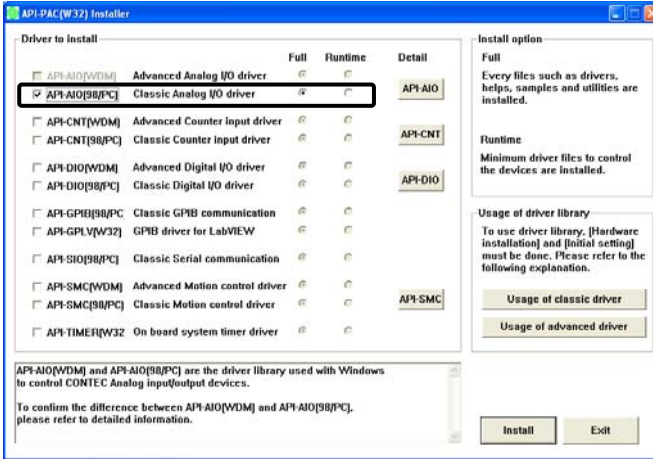 API-PAC(W32) Installer
Driver to install
Full Runtime Detail
API-AIO(WDM) Advanced Analog I/O driver
API-AIO(98/PC) Classic Analog I/O driver
API-AIO
API-CNT(WDM) Advanced Counter input driver
API-CNT(98/PC) Classic Counter input driver
API-CNT
API-DIO(WDM) Advanced Digital I/O driver
API-DIO(98/PC) Classic Digital I/O driver
API-DIO
API-GPIB(98/PC Classic GPIB communication
API-GPLV(W32) GPIB driver for LabVIEW
API-SIO(98/PC) Classic Serial communication
API-SMC(WDM) Advanced Motion control driver
API-SMC(98/PC) Classic Motion control driver
API-SMC
API-TIMER(W32 On board system timer driver
Install option
Full
Every files such as drivers,
helps, samples and utilities are
installed.
Runtime
Minimum driver files to control
the devices are installed.
Usage of driver library
To use driver library, [Hardware
installation] and [Initial setting]
must be done. Please refer to the
following explanation.
Usage of classic driver
Usage of advanced driver
API-AIO(WDM) and API-AIO(98/PC) are the driver library used with Windows
to control CONTEC Analog input/output devices.
To confirm the difference between API-AIO(WDM) and API-AIO(98/PC),
please refer to detailed information.
Install Exit